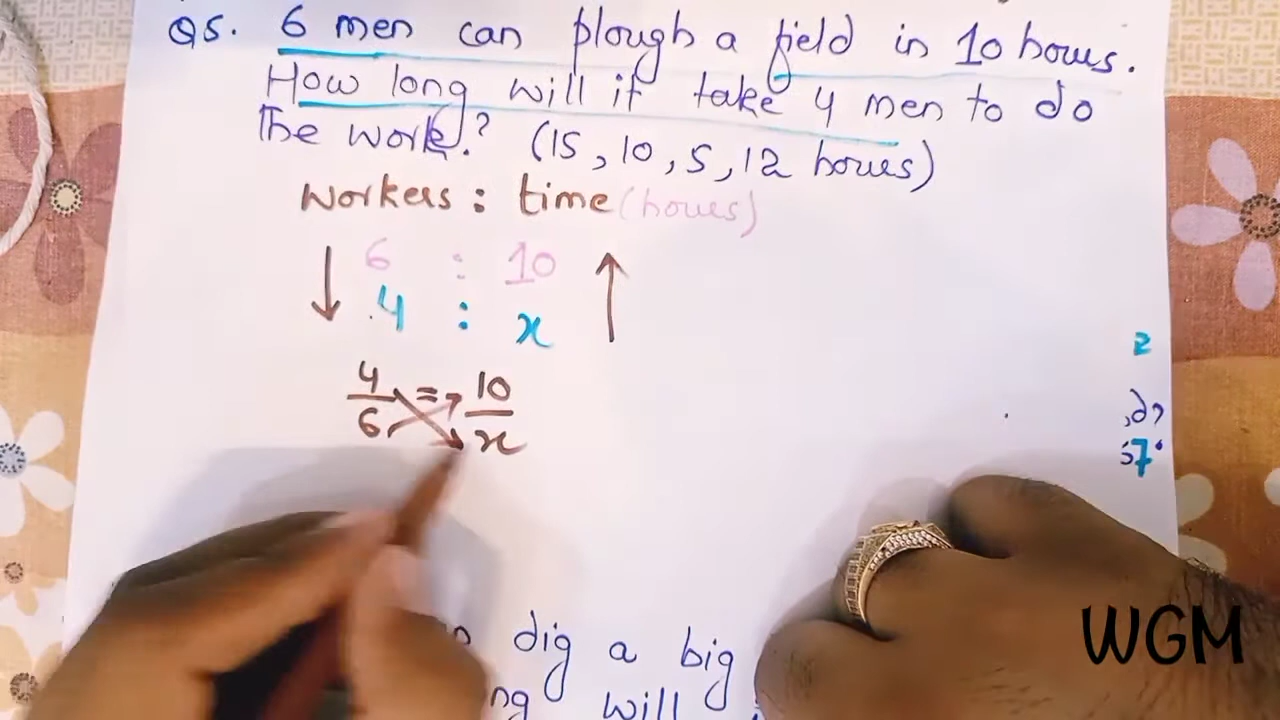 Q5. 6 men can plough a field in 10 hours.
How long will it take 4 men to do
The work? (15, 10, 5, 12 hours)
Workers : time (hours)
6 : 10
4 : x
4/6 = 10/x
dig a big
will
WGM